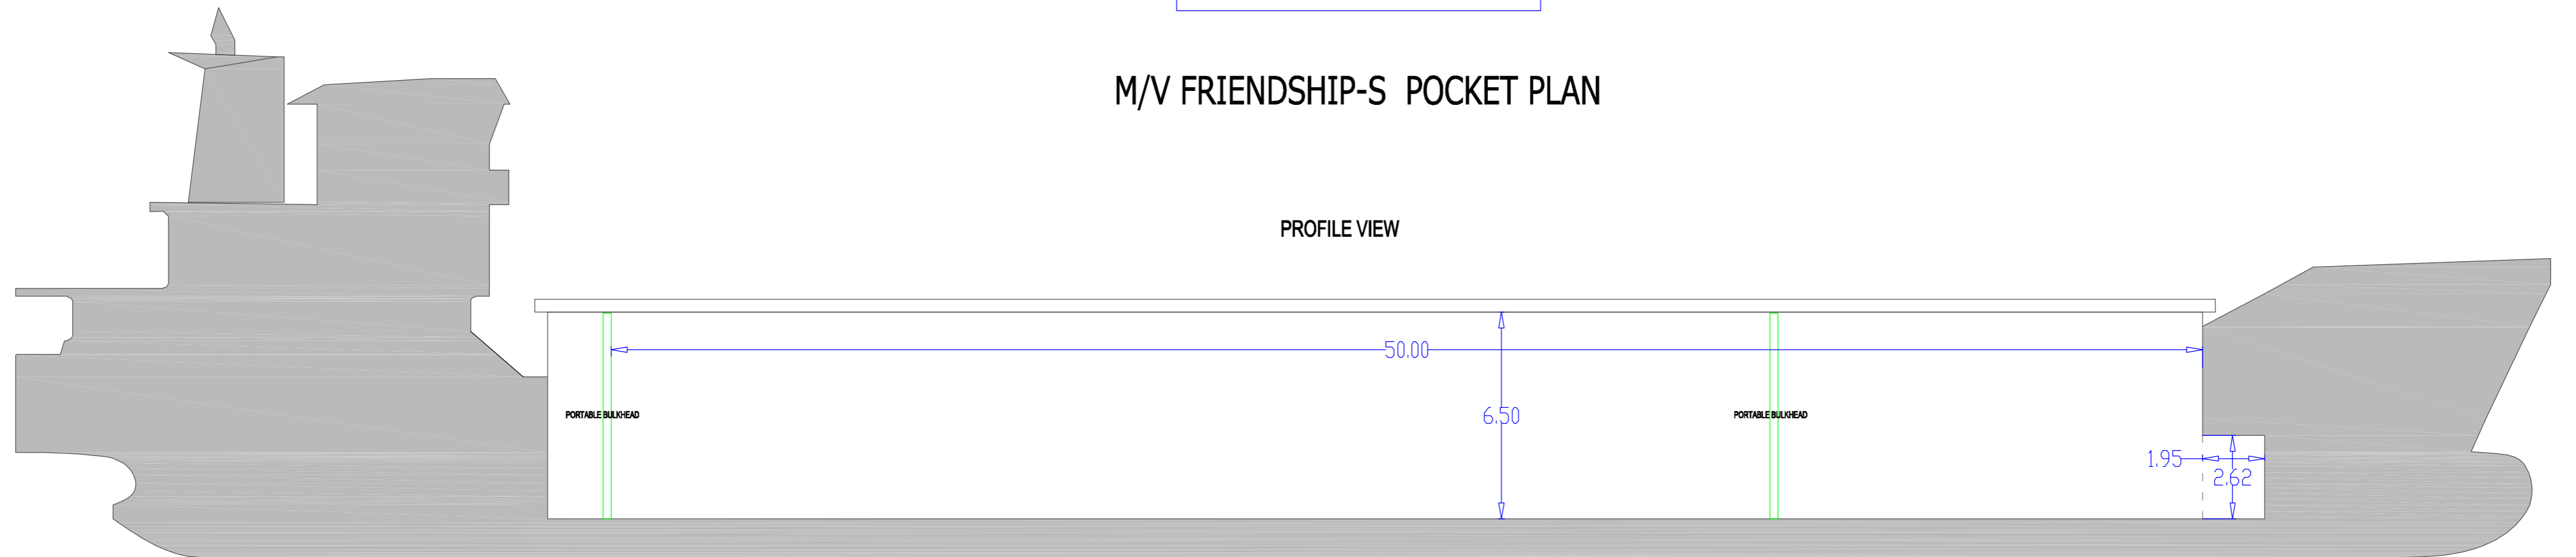 M/V FRIENDSHIP-S POCKET PLAN
PROFILE VIEW
50.00
PORTABLE BULKHEAD
6.50
PORTABLE BULKHEAD
1.95
2.62